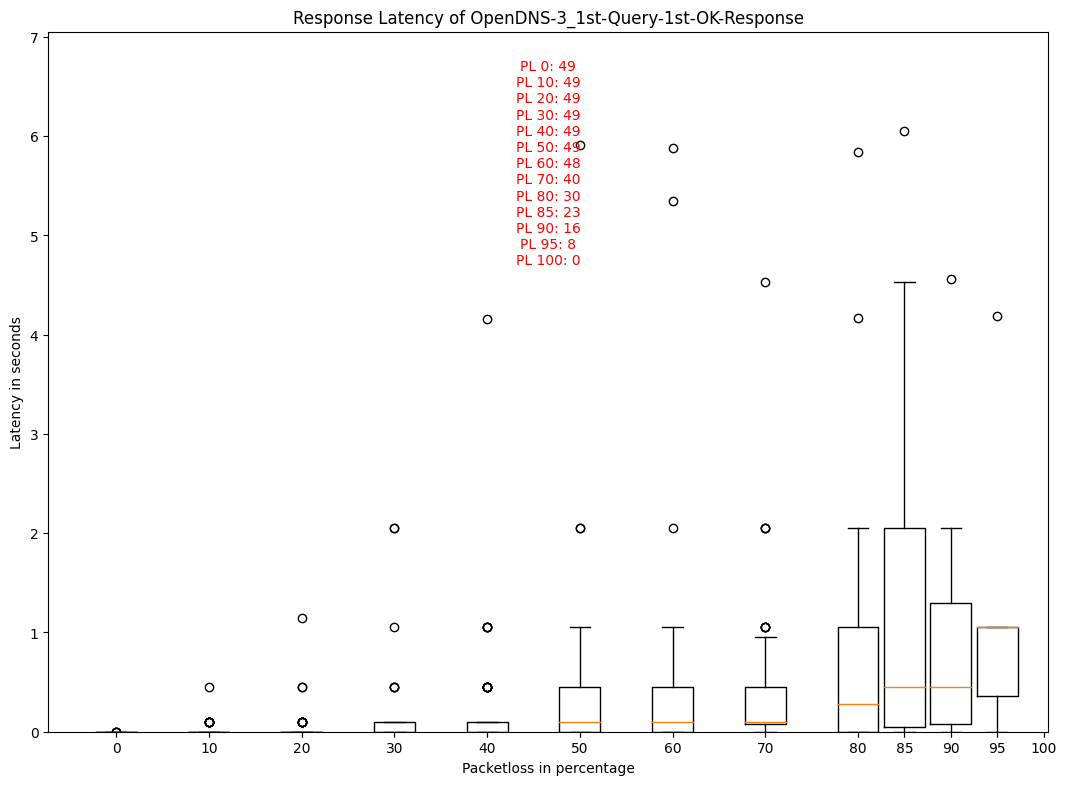 Response Latency of OpenDNS-3_1st-Query-1st-OK-Response
7
6
5
4
3
2
1
0
Latency in seconds
PL 0: 49
PL 10: 49
PL 20: 49
PL 30: 49
PL 40: 49
PL 50: 49
PL 60: 48
PL 70: 40
PL 80: 30
PL 85: 23
PL 90: 16
PL 95: 8
PL 100: 0
0 10 20 30 40 50 60 70 80 85 90 95 100
Packetloss in percentage